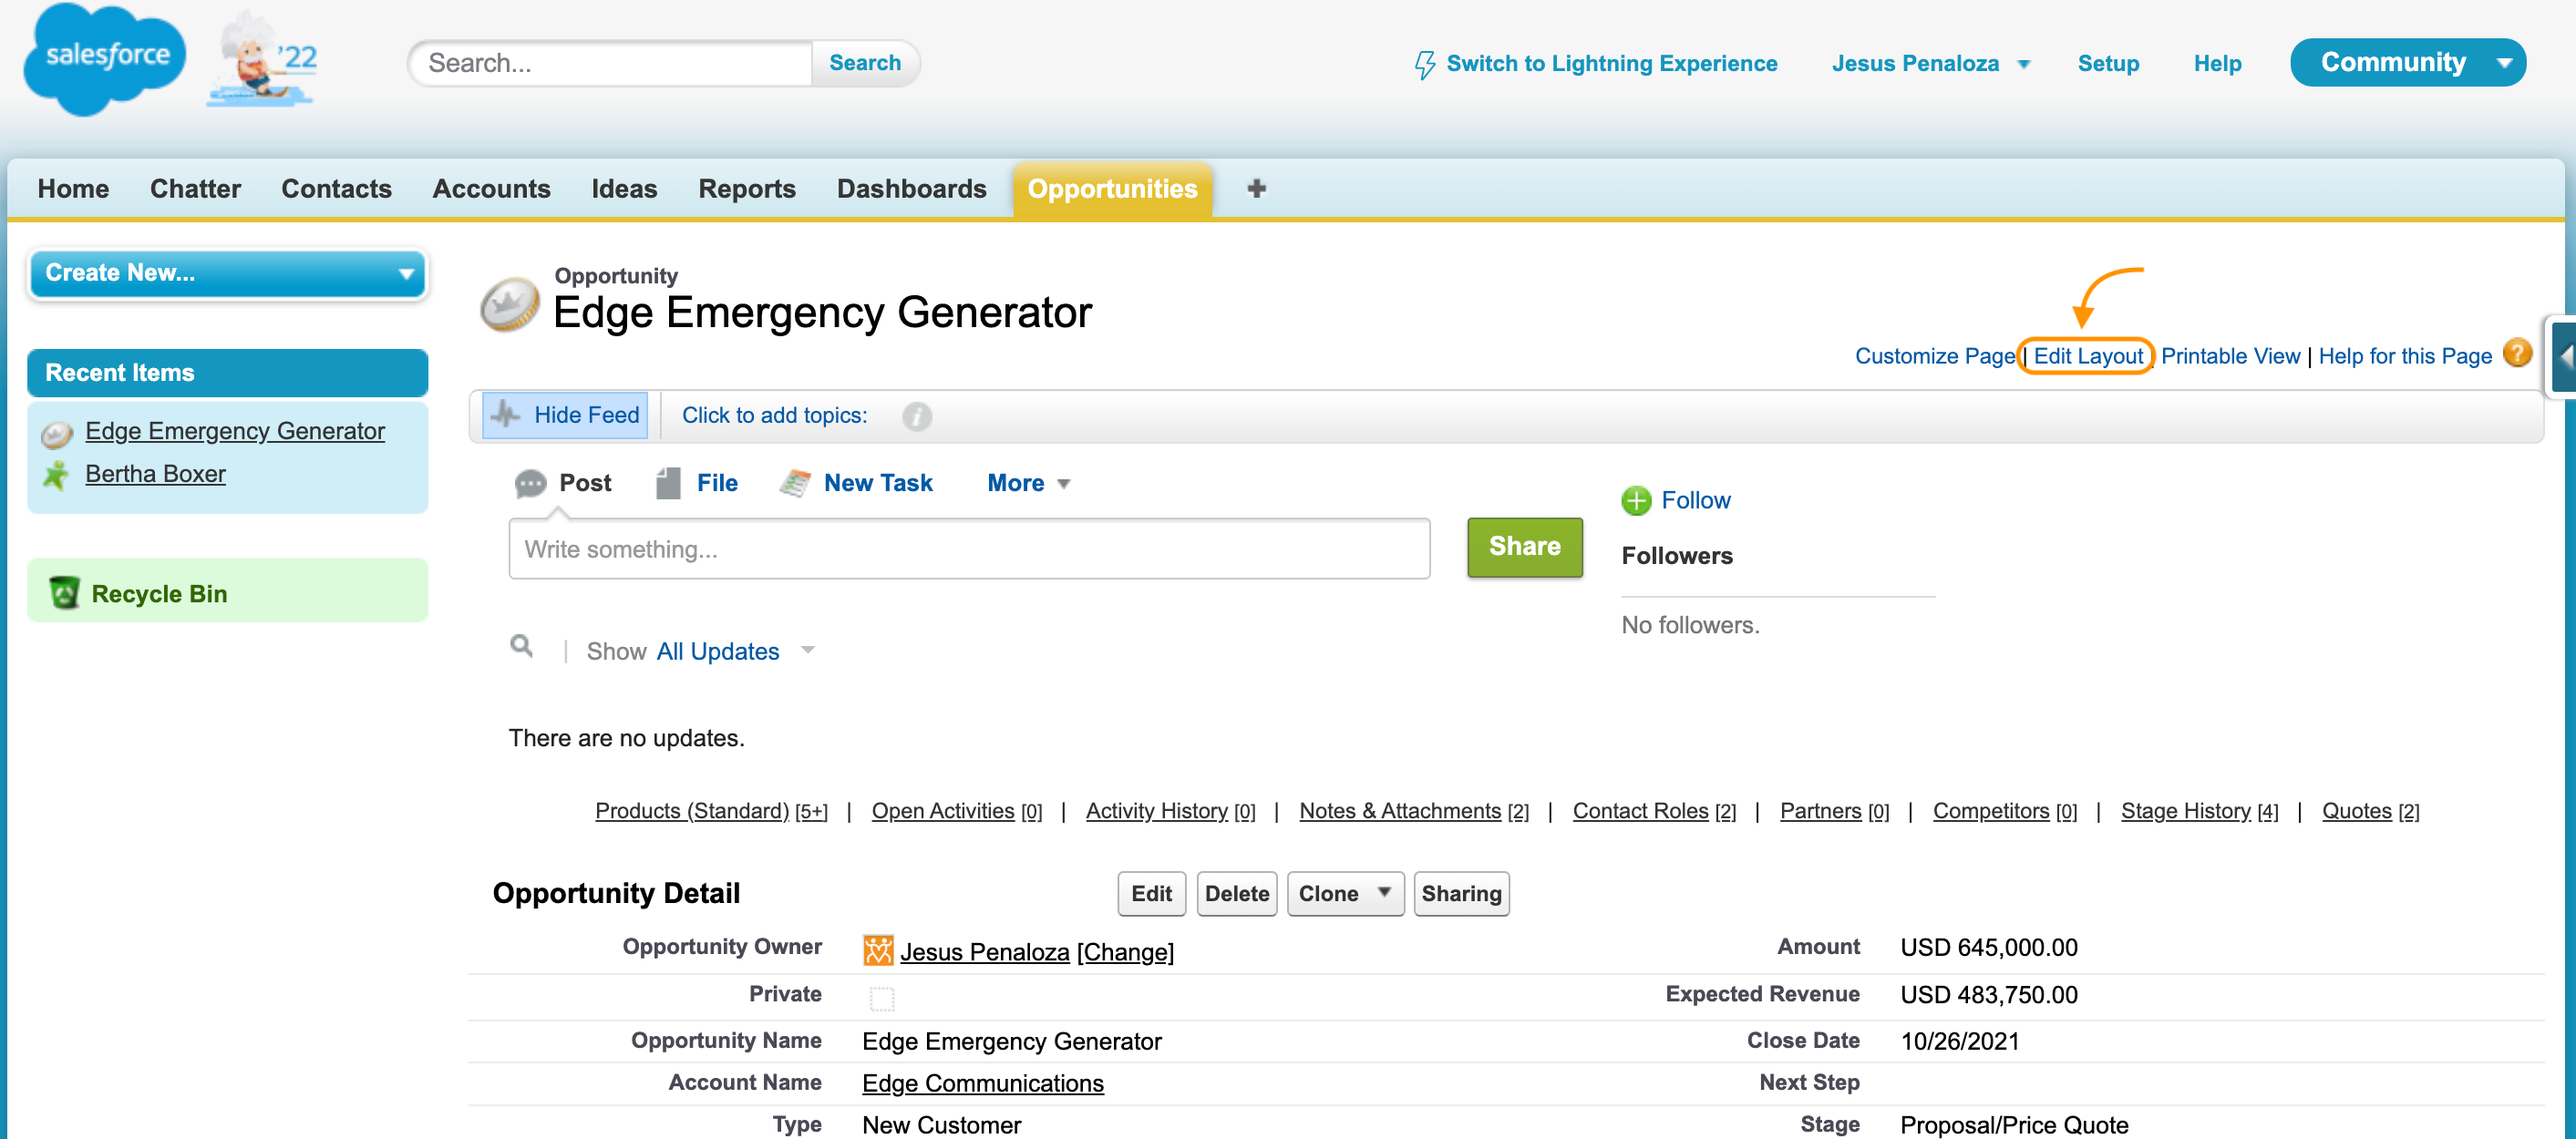 salesforce
'22
Search...
Search
Switch to Lightning Experience
Jesus Penaloza
Setup
Help
Community
Home Chatter Contacts Accounts Ideas Reports Dashboards Opportunities
Create New...
Recent Items
Edge Emergency Generator
Bertha Boxer
Recycle Bin
Opportunity
Edge Emergency Generator
Customize Page | Edit Layout | Printable View | Help for this Page ?
Hide Feed
Click to add topics: i
Post File New Task More
Write something...
Share
Follow
Followers
No followers.
| Show All Updates
There are no updates.
Products (Standard) [5+] | Open Activities [0] | Activity History [0] | Notes & Attachments [2] | Contact Roles [2] | Partners [0] | Competitors [0] | Stage History [4] | Quotes [2]
Opportunity Detail
Edit Delete Clone Sharing
Opportunity Owner Jesus Penaloza [Change] Amount USD 645,000.00
Private Expected Revenue USD 483,750.00
Opportunity Name Edge Emergency Generator Close Date 10/26/2021
Account Name Edge Communications Next Step
Type New Customer Stage Proposal/Price Quote